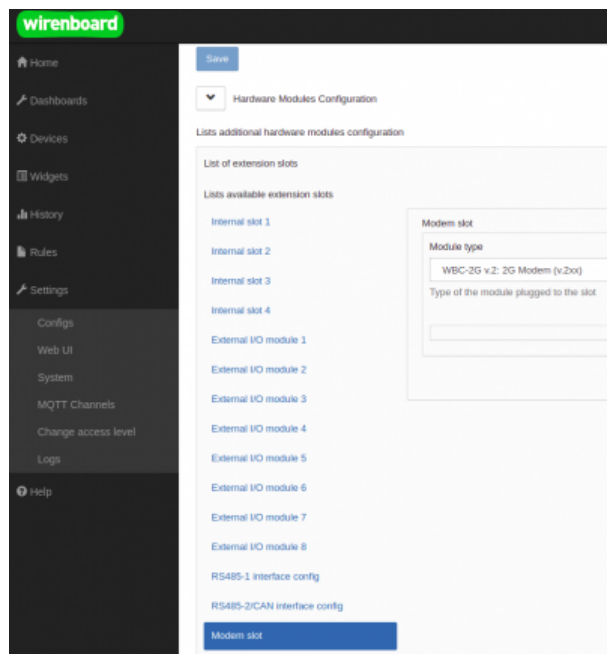 wirenboard
Home
Dashboards
Devices
Widgets
History
Rules
Settings
Configs
Web UI
System
MQTT Channels
Change access level
Logs
Help
Save
Hardware Modules Configuration
Lists additional hardware modules configuration
List of extension slots
Lists available extension slots
Internal slot 1
Internal slot 2
Internal slot 3
Internal slot 4
External I/O module 1
External I/O module 2
External I/O module 3
External I/O module 4
External I/O module 5
External I/O module 6
External I/O module 7
External I/O module 8
RS485-1 interface config
RS485-2/CAN interface config
Modem slot
Modem slot
Module type
WBC-2G v.2: 2G Modem (v.2xx)
Type of the module plugged to the slot